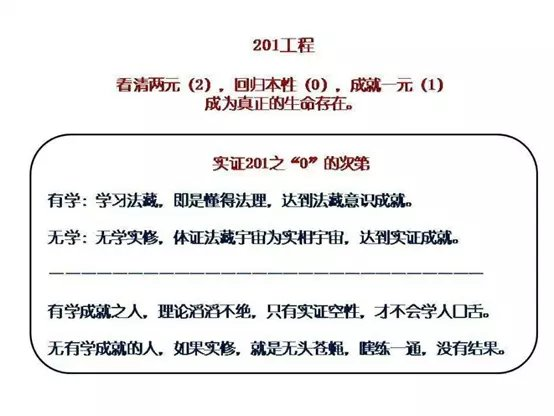 201工程
看清两元（2），回归本性（0），成就一元（1）
成为真正的生命存在。
实证201之“0”的次第
有学：学习法藏，即是懂得法理，达到法藏意识成就。
无学：无学实修，体证法藏宇宙为实相宇宙，达到实证成就。
有学成就之人，理论滔滔不绝，只有实证空性，才不会学人口舌。
无有学成就的人，如果实修，就是无头苍蝇，瞎练一通，没有结果。